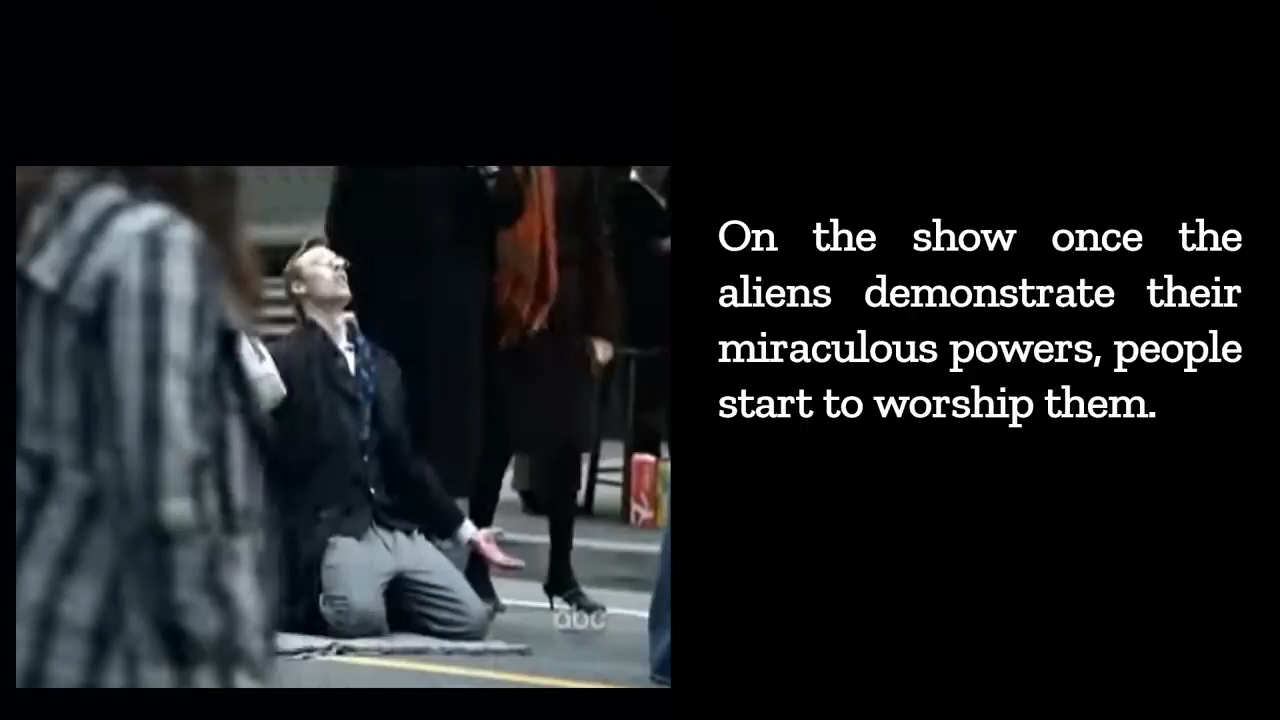 On the show once the
aliens demonstrate their
miraculous powers, people
start to worship them.
abc